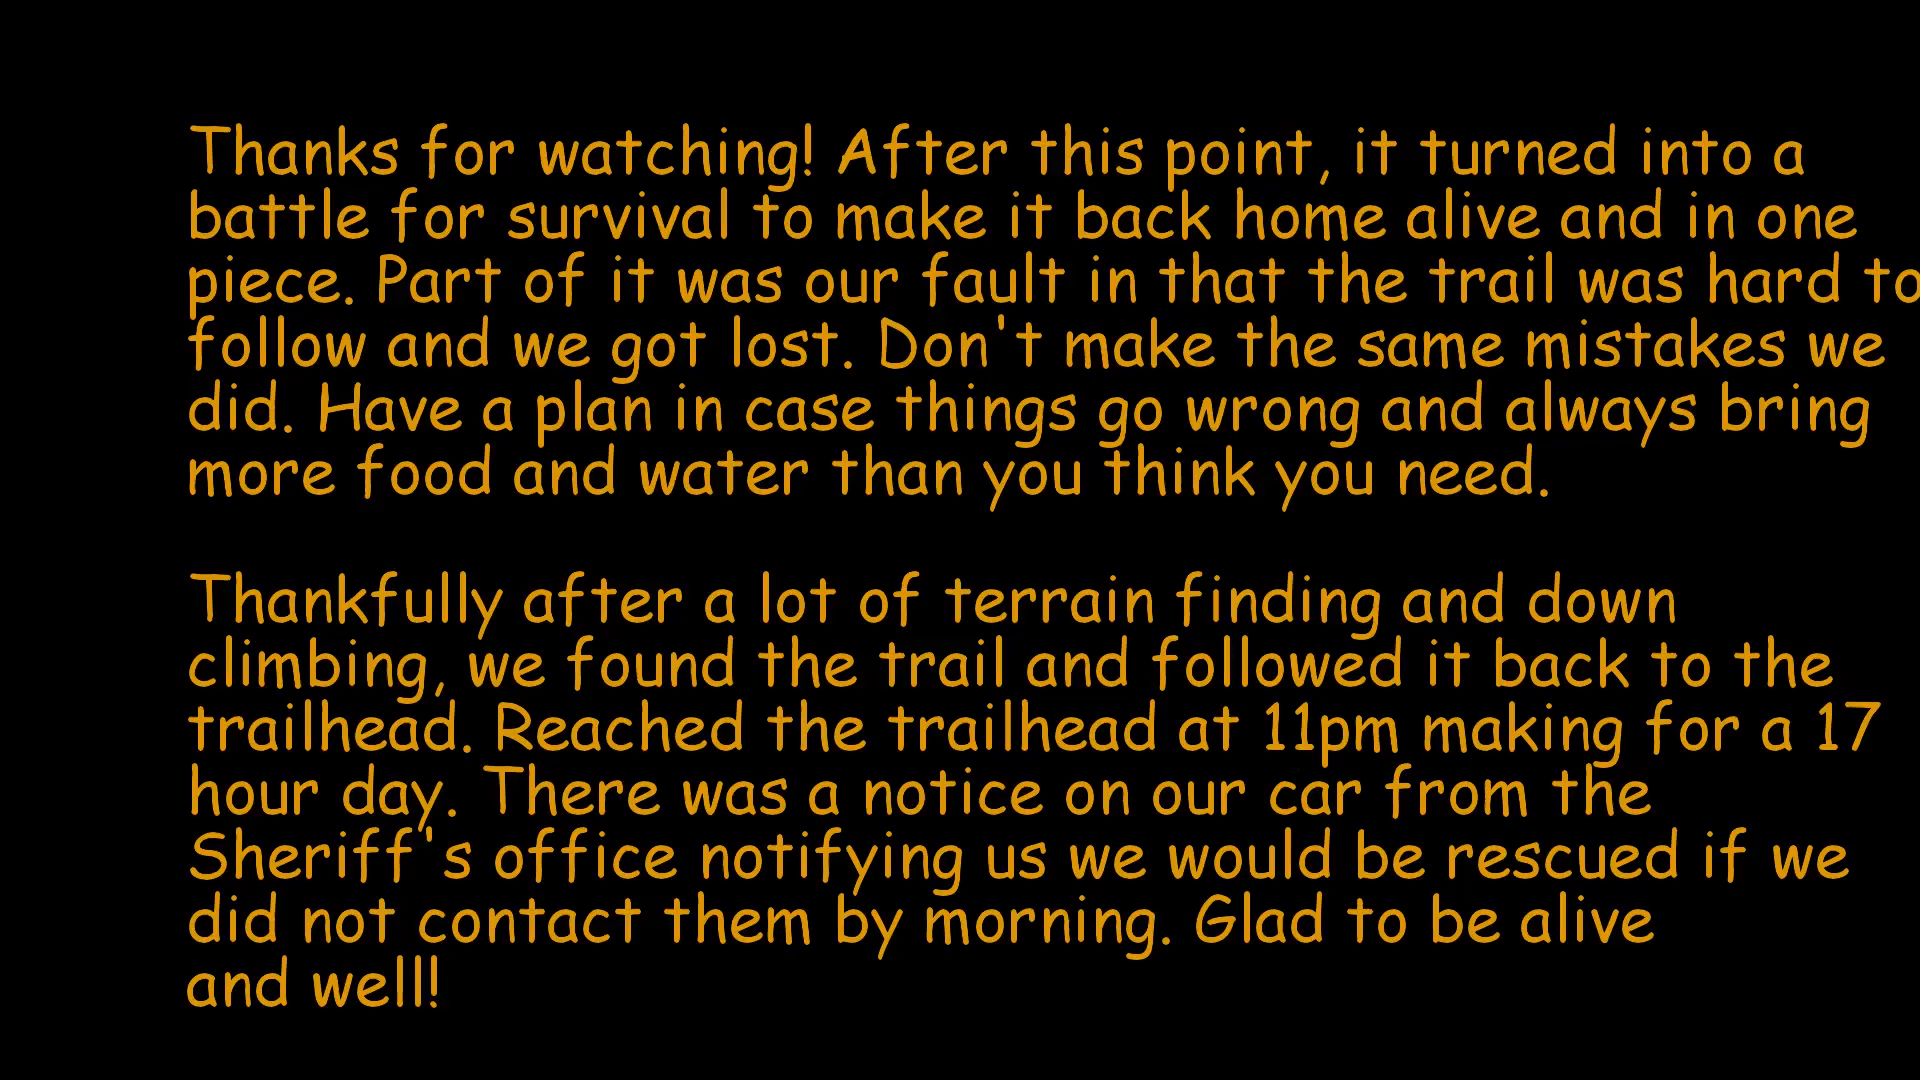 Thanks for watching! After this point, it turned into a
battle for survival to make it back home alive and in one
piece. Part of it was our fault in that the trail was hard to
follow and we got lost. Don't make the same mistakes we
did. Have a plan in case things go wrong and always bring
more food and water than you think you need.
Thankfully after a lot of terrain finding and down
climbing, we found the trail and followed it back to the
trailhead. Reached the trailhead at 11pm making for a 17
hour day. There was a notice on our car from the
Sheriff's office notifying us we would be rescued if we
did not contact them by morning. Glad to be alive
and well!